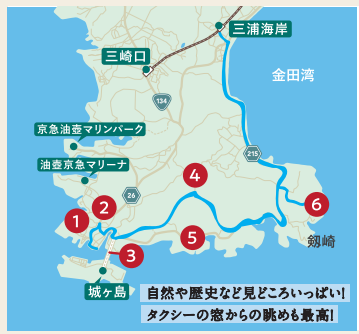 三浦海岸
三崎口
金田湾
134
京急油壺マリンパーク
215
油壺京急マリーナ
26
4
6
2
1
5
剱崎
3
城ヶ島
自然や歴史など見どころいっぱい!
タクシーの窓からの眺めも最高!